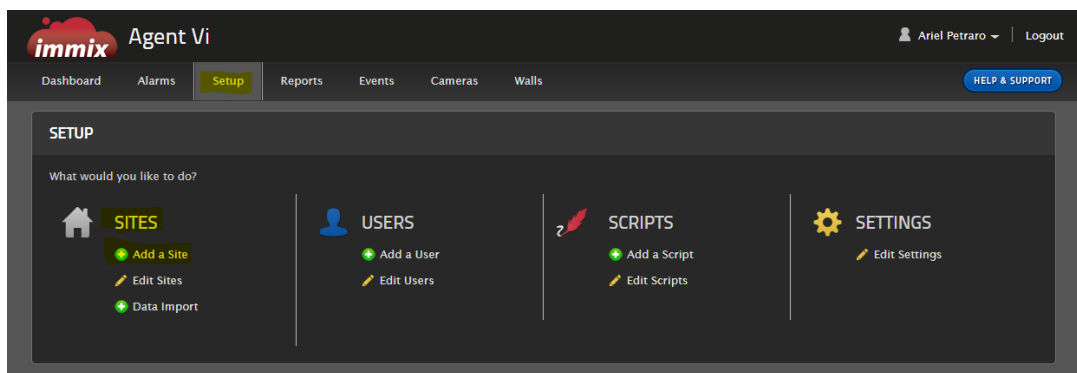 immix Agent Vi Ariel Petraro Logout
Dashboard Alarms Setup Reports Events Cameras Walls HELP & SUPPORT
SETUP
What would you like to do?
SITES
Add a Site
Edit Sites
Data Import
USERS
Add a User
Edit Users
SCRIPTS
Add a Script
Edit Scripts
SETTINGS
Edit Settings